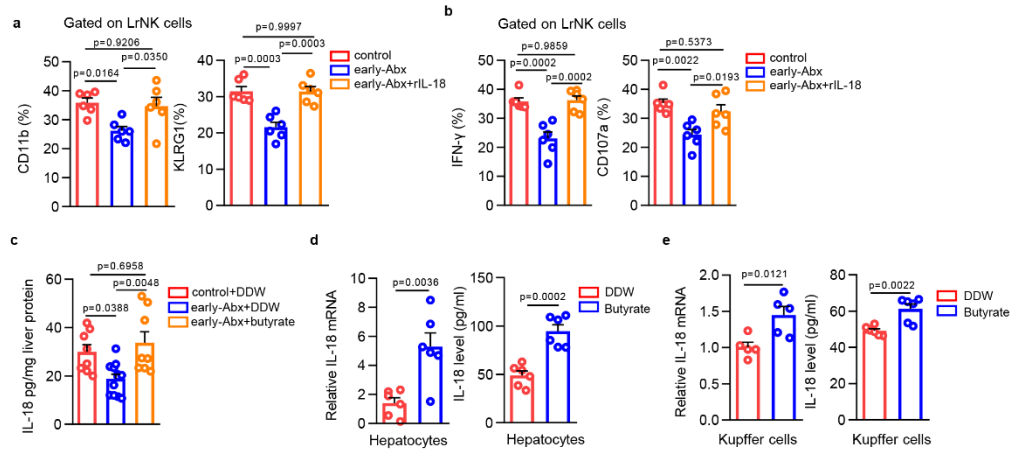 a
Gated on LrNK cells
p=0.9206
p=0.0164
p=0.0350
CD11b (%)
50
40
30
20
10
0
p=0.9997
p=0.0003
p=0.0003
KLRG1(%)
40
30
20
10
0
control
early-Abx
early-Abx+rIL-18
b
Gated on LrNK cells
p=0.9859
p=0.0002
p=0.0002
IFN-γ (%)
50
40
30
20
10
0
p=0.5373
p=0.0022
p=0.0193
CD107a (%)
50
40
30
20
10
0
control
early-Abx
early-Abx+rIL-18
c
p=0.6958
p=0.0048
p=0.0388
IL-18 pg/mg liver protein
60
40
20
0
control+DDW
early-Abx+DDW
early-Abx+butyrate
d
p=0.0036
Relative IL-18 mRNA
10
8
6
4
2
0
Hepatocytes
p=0.0002
IL-18 level (pg/ml)
150
100
50
0
Hepatocytes
DDW
Butyrate
e
p=0.0121
Relative IL-18 mRNA
2.0
1.5
1.0
0.5
0.0
Kupffer cells
p=0.0022
IL-18 level (pg/ml)
80
60
40
20
0
Kupffer cells
DDW
Butyrate